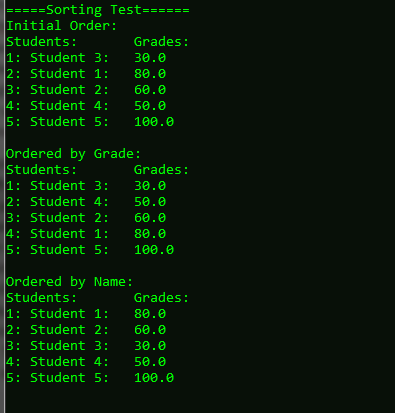 =====Sorting Test======
Initial Order:
Students:       Grades:
1: Student 3:   30.0
2: Student 1:   80.0
3: Student 2:   60.0
4: Student 4:   50.0
5: Student 5:   100.0

Ordered by Grade:
Students:       Grades:
1: Student 3:   30.0
2: Student 4:   50.0
3: Student 2:   60.0
4: Student 1:   80.0
5: Student 5:   100.0

Ordered by Name:
Students:       Grades:
1: Student 1:   80.0
2: Student 2:   60.0
3: Student 3:   30.0
4: Student 4:   50.0
5: Student 5:   100.0